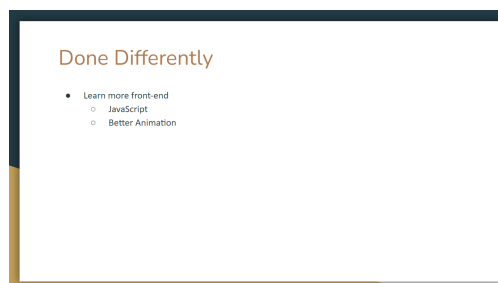 Done Differently
● Learn more front-end
○ JavaScript
○ Better Animation